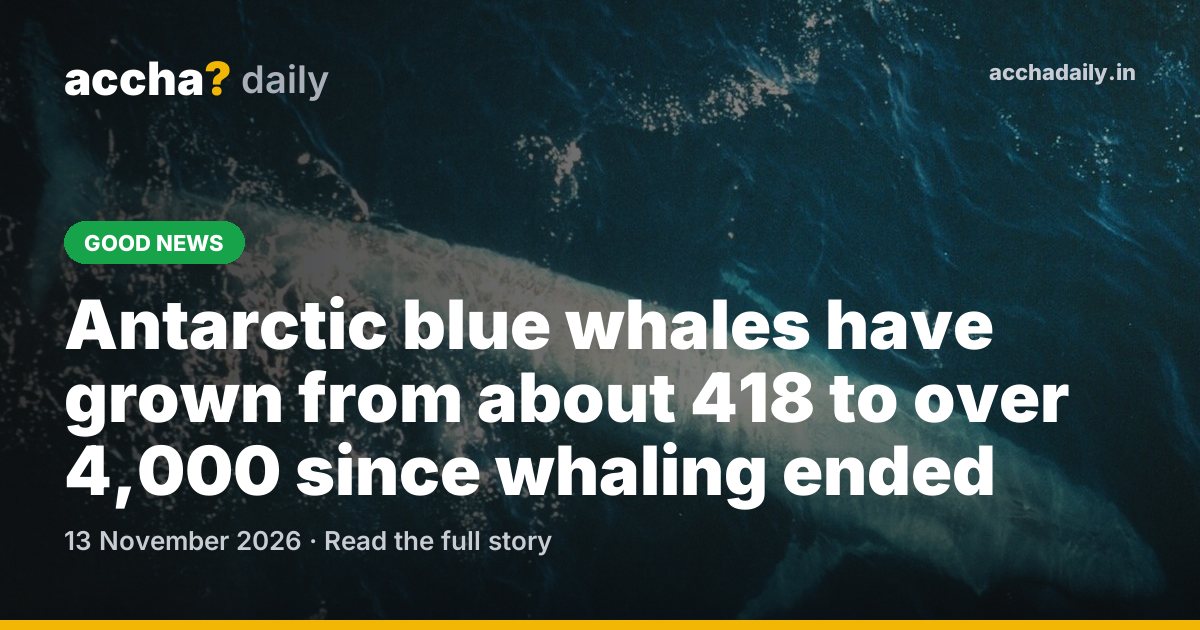 accha? daily
acchadaily.in
GOOD NEWS
Antarctic blue whales have
grown from about 418 to over
4,000 since whaling ended
13 November 2026 · Read the full story